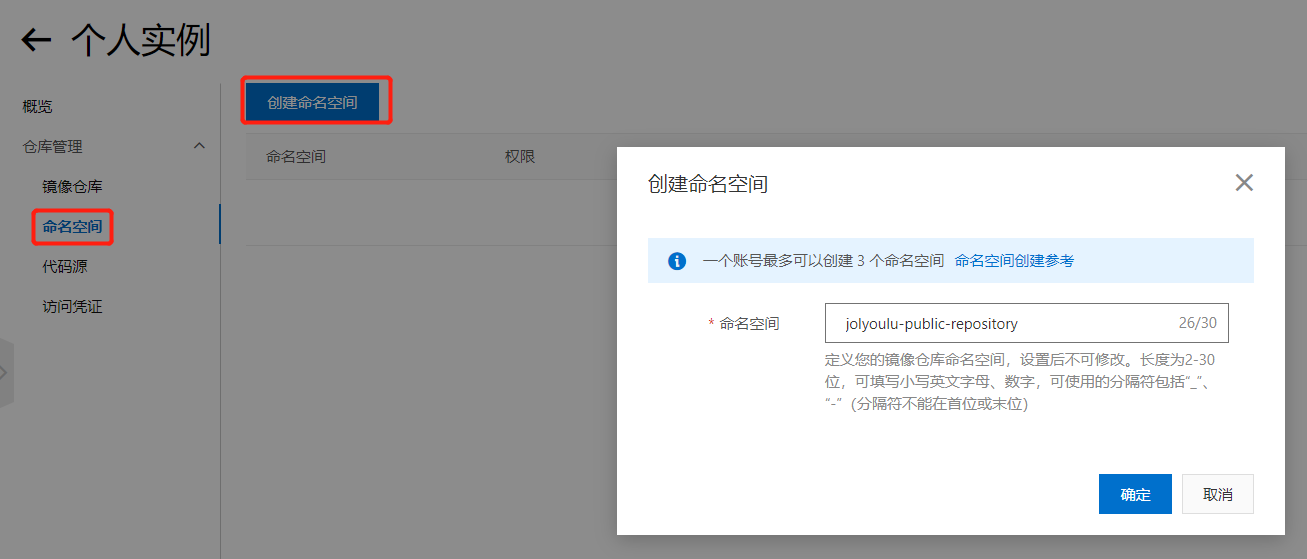 个人实例
概览
仓库管理
镜像仓库
命名空间
代码源
访问凭证
创建命名空间
命名空间 权限
创建命名空间
一个账号最多可以创建 3 个命名空间 命名空间创建参考
* 命名空间 jolyoulu-public-repository 26/30
定义您的镜像仓库命名空间，设置后不可修改。长度为2-30
位，可填写小写英文字母、数字，可使用的分隔符包括“_”、
“-”（分隔符不能在首位或末位）
确定 取消